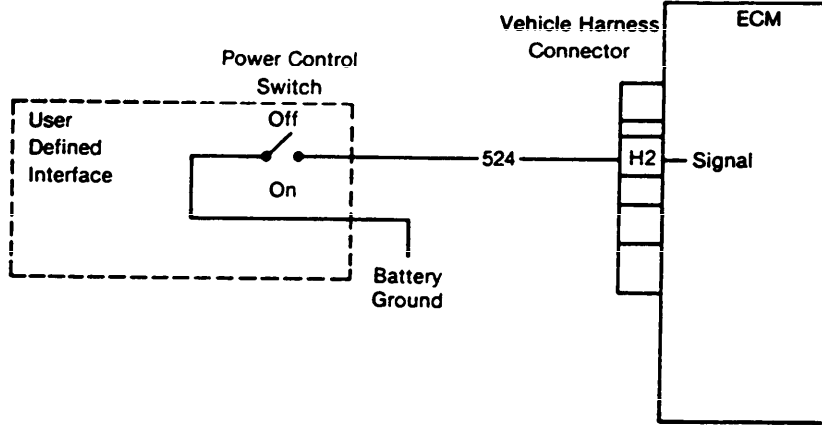 Vehicle Harness
Connector
ECM
Power Control
Switch
User
Defined
Interface
Off
On
524
H2
Signal
Battery
Ground